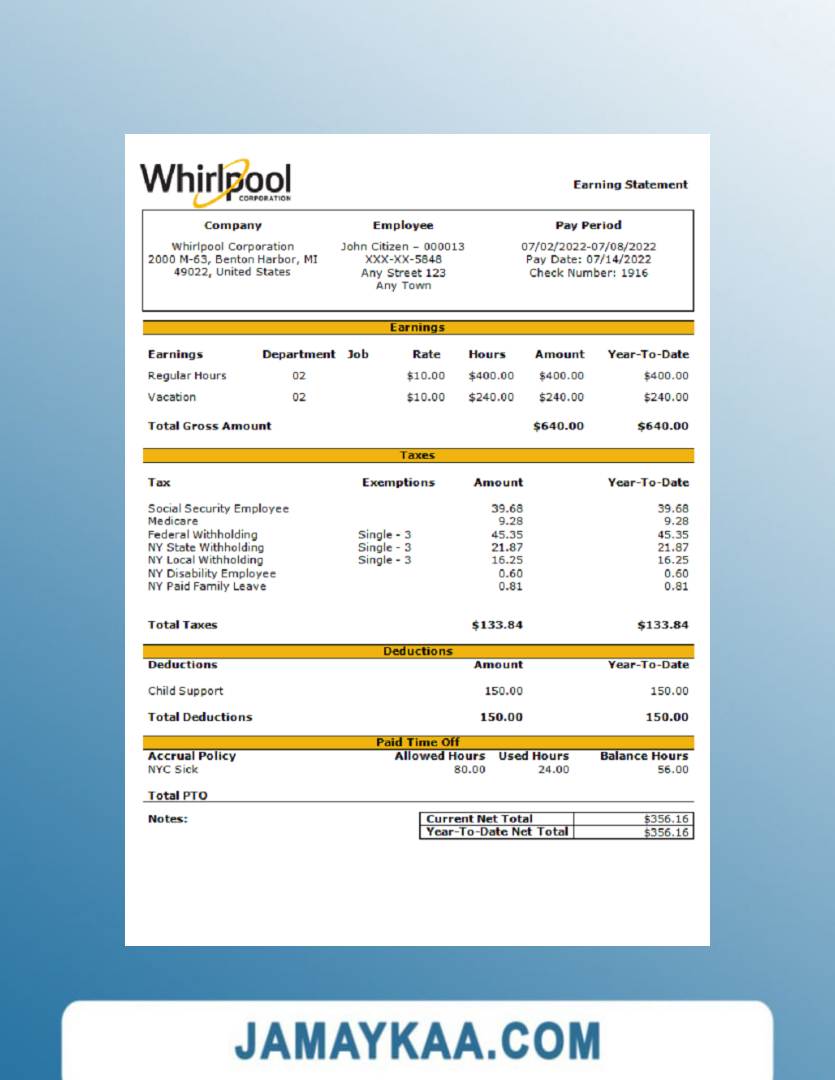 Whirlpool
CORPORATION
Earning Statement
Company Employee Pay Period
Whirlpool Corporation John Citizen – 000013 07/02/2022-07/08/2022
2000 M-63, Benton Harbor, MI XXX-XX-5848 Pay Date: 07/14/2022
49022, United States Any Street 123 Check Number: 1916
Any Town
Earnings
Earnings Department Job Rate Hours Amount Year-To-Date
Regular Hours 02 $10.00 $400.00 $400.00 $400.00
Vacation 02 $10.00 $240.00 $240.00 $240.00
Total Gross Amount $640.00 $640.00
Taxes
Tax Exemptions Amount Year-To-Date
Social Security Employee 39.68 39.68
Medicare 9.28 9.28
Federal Withholding Single - 3 45.35 45.35
NY State Withholding Single - 3 21.87 21.87
NY Local Withholding Single - 3 16.25 16.25
NY Disability Employee 0.60 0.60
NY Paid Family Leave 0.81 0.81
Total Taxes $133.84 $133.84
Deductions
Deductions Amount Year-To-Date
Child Support 150.00 150.00
Total Deductions 150.00 150.00
Paid Time Off
Accrual Policy Allowed Hours Used Hours Balance Hours
NYC Sick 80.00 24.00 56.00
Total PTO
Notes: Current Net Total $356.16
Year-To-Date Net Total $356.16
JAMAYKAA.COM